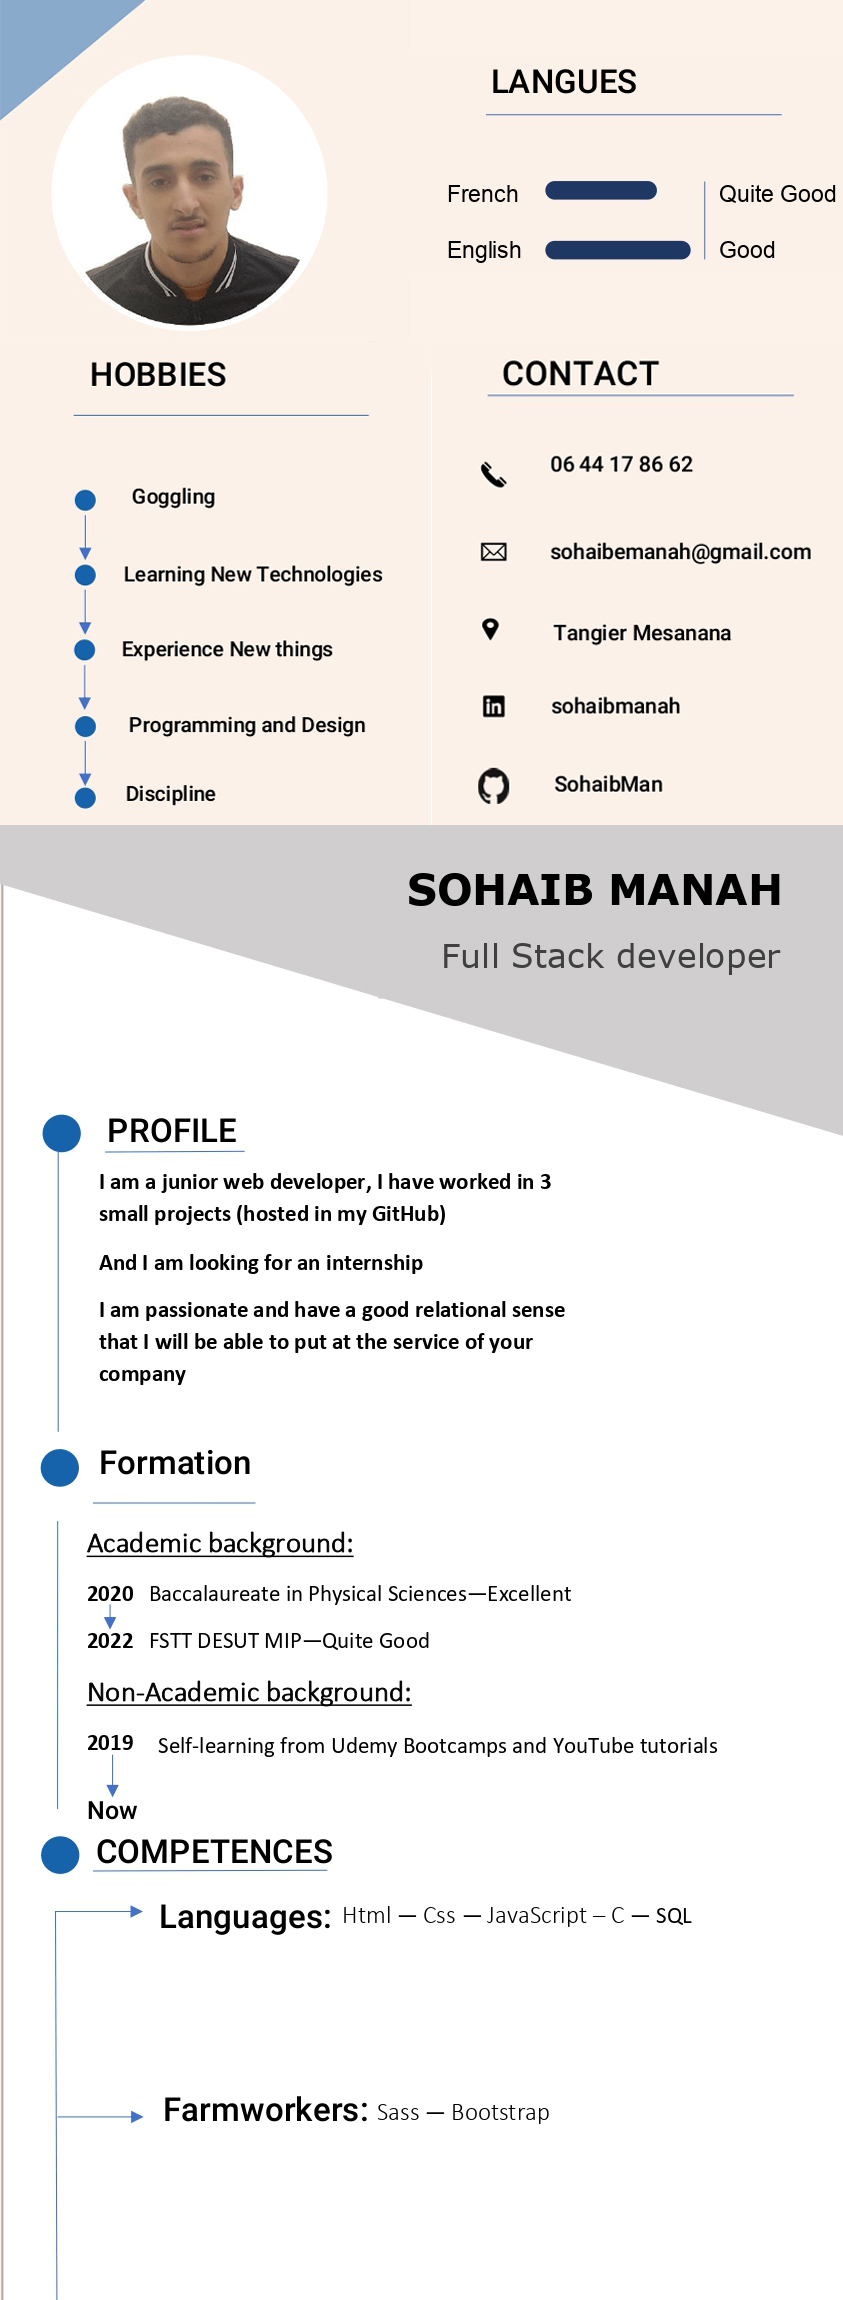 LANGUES
French
Quite Good
English
Good
HOBBIES
Goggling
Learning New Technologies
Experience New things
Programming and Design
Discipline
CONTACT
06 44 17 86 62
sohaibemanah@gmail.com
Tangier Mesanana
in
sohaibmanah
SohaibMan
SOHAIB MANAH
Full Stack developer
PROFILE
I am a junior web developer, I have worked in 3
small projects (hosted in my GitHub)
And I am looking for an internship
I am passionate and have a good relational sense
that I will be able to put at the service of your
company
Formation
Academic background:
2020 Baccalaureate in Physical Sciences—Excellent
2022 FSTT DESUT MIP—Quite Good
Non-Academic background:
2019 Self-learning from Udemy Bootcamps and YouTube tutorials
Now
COMPETENCES
Languages: Html — Css — JavaScript – C — SQL
Farmworkers: Sass — Bootstrap